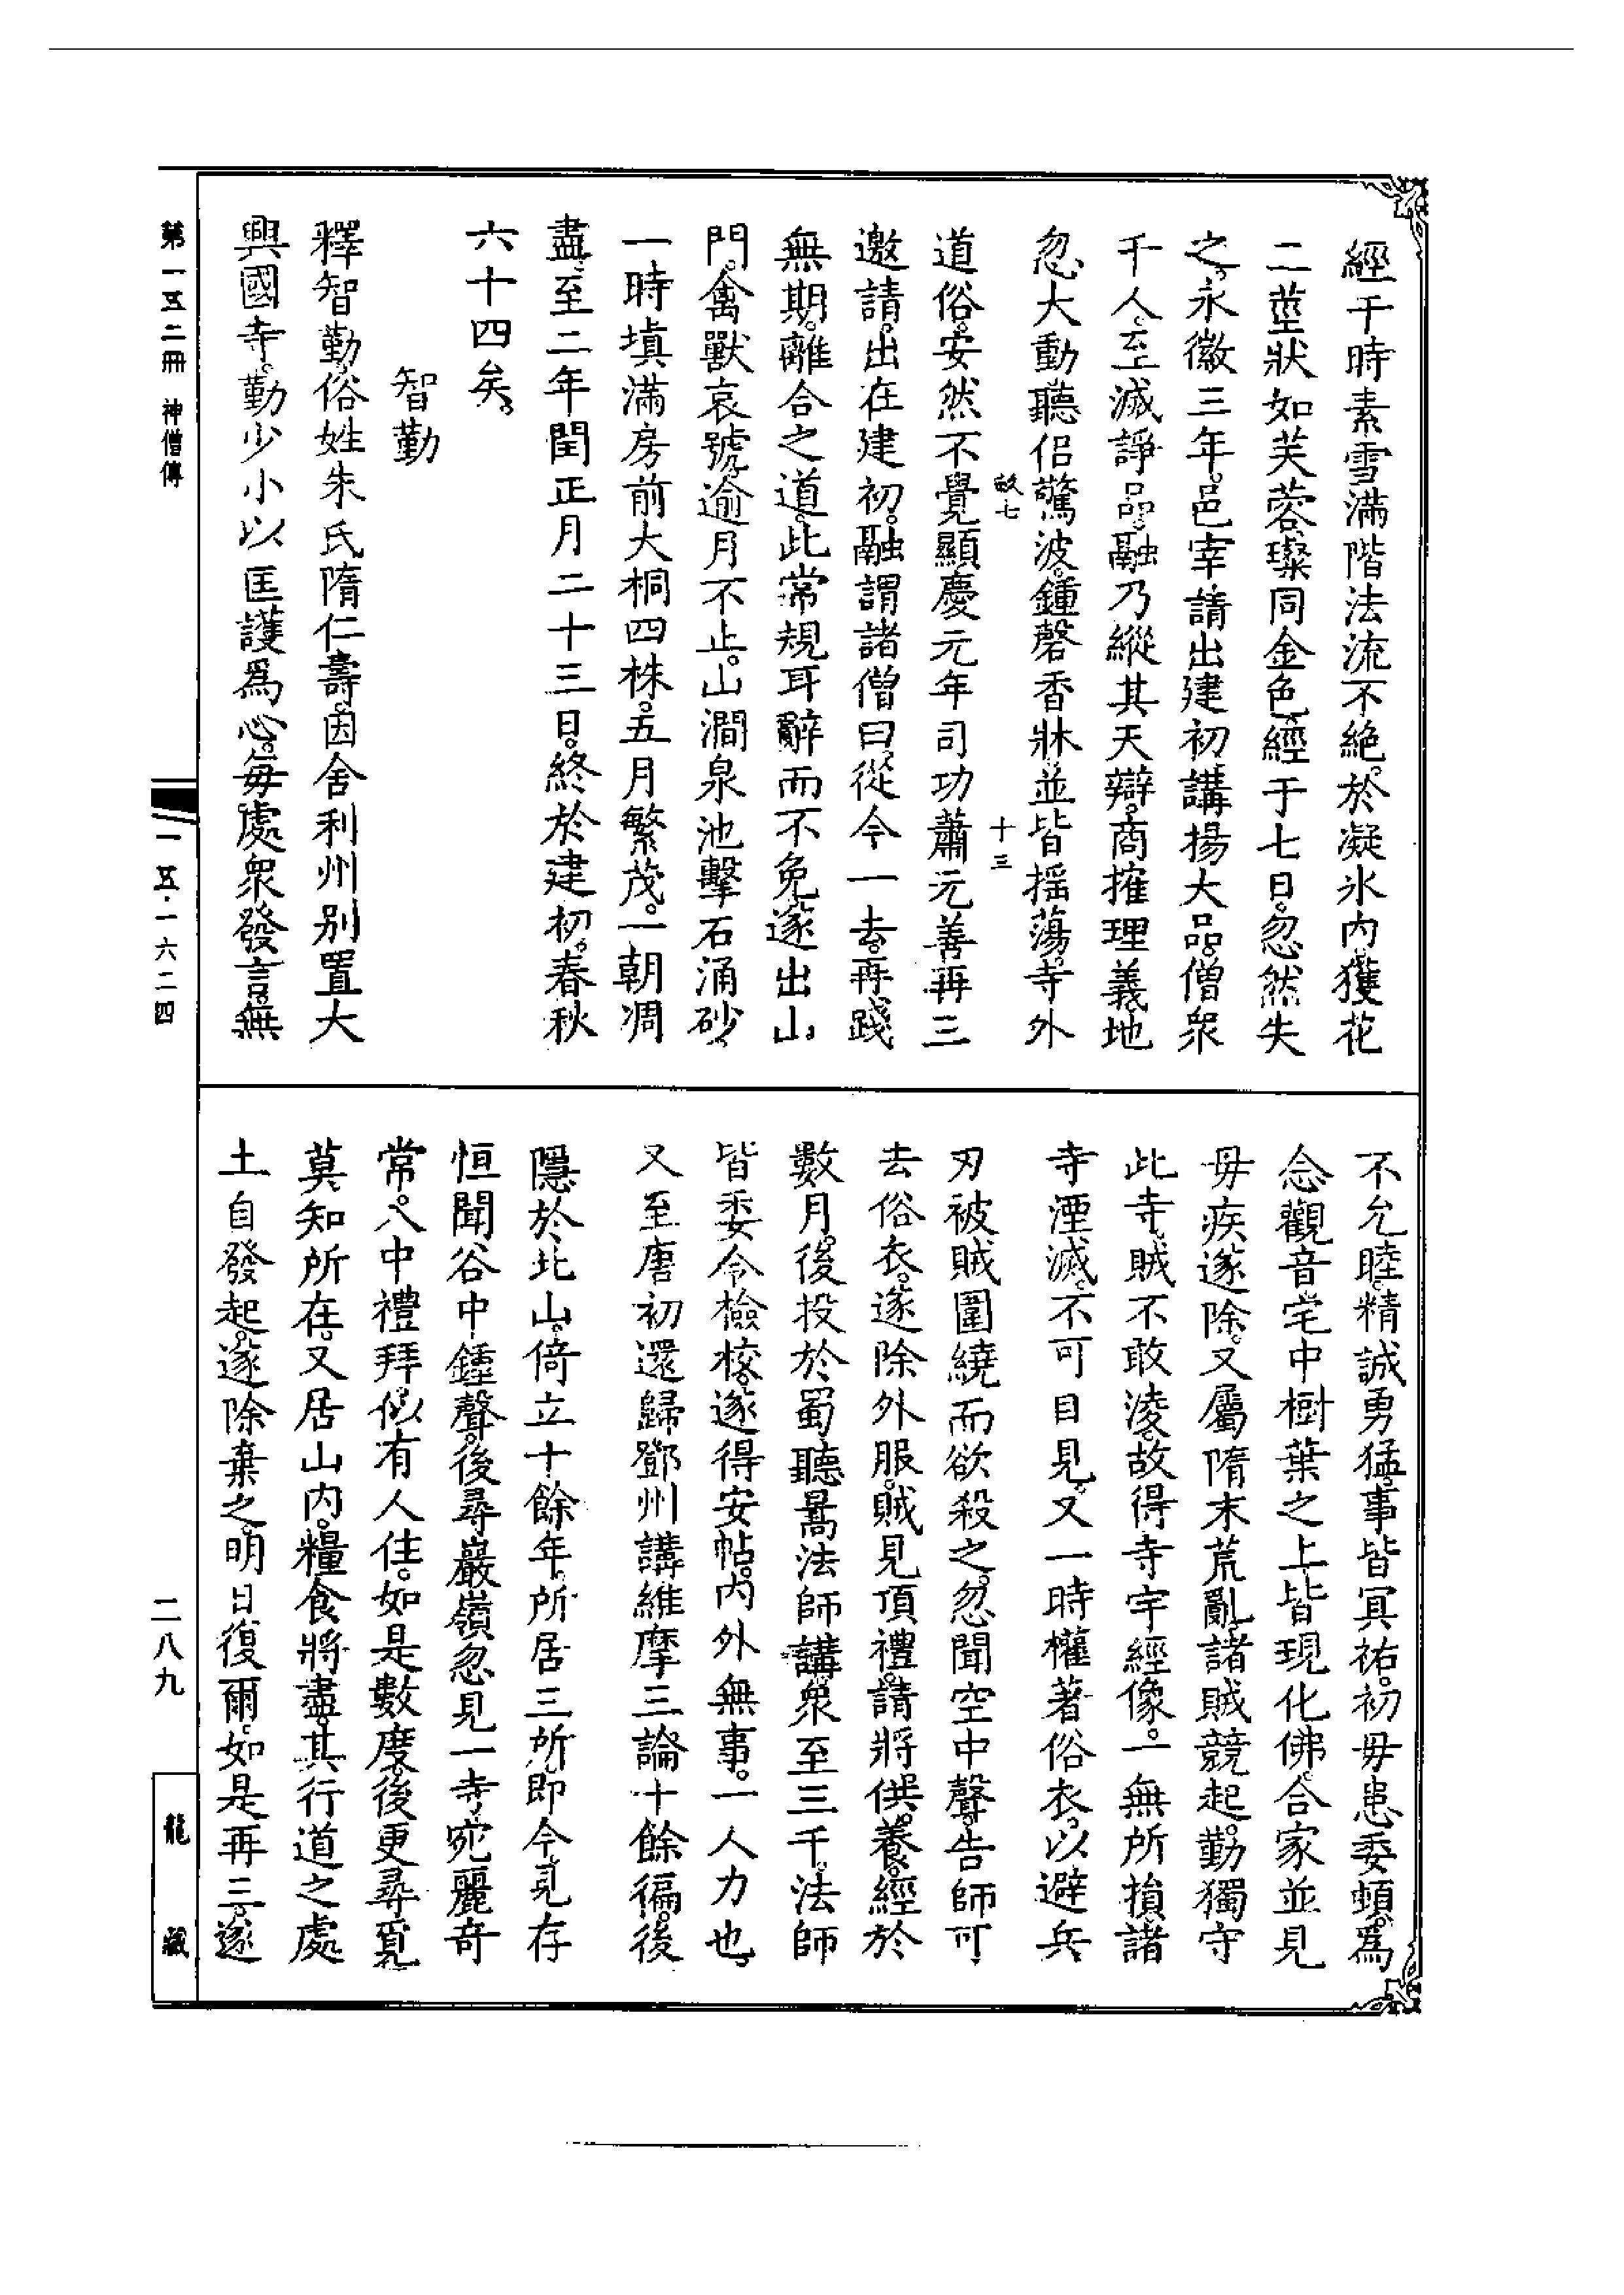 經千時素雪滿階法流不絶。於凝氷内獲花
二莖狀如芙蓉。璨同金色。經于七日。忽然失
之。永徽三年。邑宰請出建初。講揚大品。僧衆
千人。至滅諍品。融乃縱其天辯。商搉理義。地
忽大動。聽侶驚波。鍾磬香牀。並皆揺蕩。寺外
道俗。安然不覺顯慶元年司功蕭元善再三
邀請。出在建初。融謂諸僧曰。從今一去。再踐
無期。離合之道。此常規耳。辭而不免。遂出山
門。禽獸哀號。逾月不止。山澗泉池。擊石涌砂。
一時填滿房前大桐四株。五月繁茂。一朝凋
盡。至二年閏正月二十三日。終於建初。春秋
六十四矣。
智勤
釋智勤。俗姓朱氏隋仁壽。因舍利州别置大
興國寺。勤少小以匡護爲心。每處衆發言。無
不允睦。精誠勇猛。事皆冥祐。初毋患委頓。爲
念觀音。宅中樹葉之上。皆現化佛。合家並見
毋疾遂除。又屬隋末荒亂。諸賊競起。勤獨守
此寺。賊不敢淩。故得寺宇經像。一無所損。諸
寺湮滅。不可目見。又一時權著俗衣。以避兵
刃被賊圍繞而欲殺之。忽聞空中聲。告師可
去俗衣。遂除外服。賊見頂禮。請將供養。經於
數月。後投於蜀。聽暠法師講。衆至三千。法師
皆委令檢校。遂得安帖。内外無事。一人力也。
又至唐初還歸鄧州講維摩三論十餘徧。後
隱於北山。倚立十餘年。所居三所。即今見存
恒聞谷中鍾聲。後尋巖嶺忽見一寺。宛麗奇
常。入中禮拜。似有人住。如是數度。後更尋覓
莫知所在。又居山内。糧食將盡。其行道之處
土自發起。遂除棄之。明日復爾。如是再三。遂
第一五二冊 神僧傳
一五·一六二四
二八九
龍藏
十三